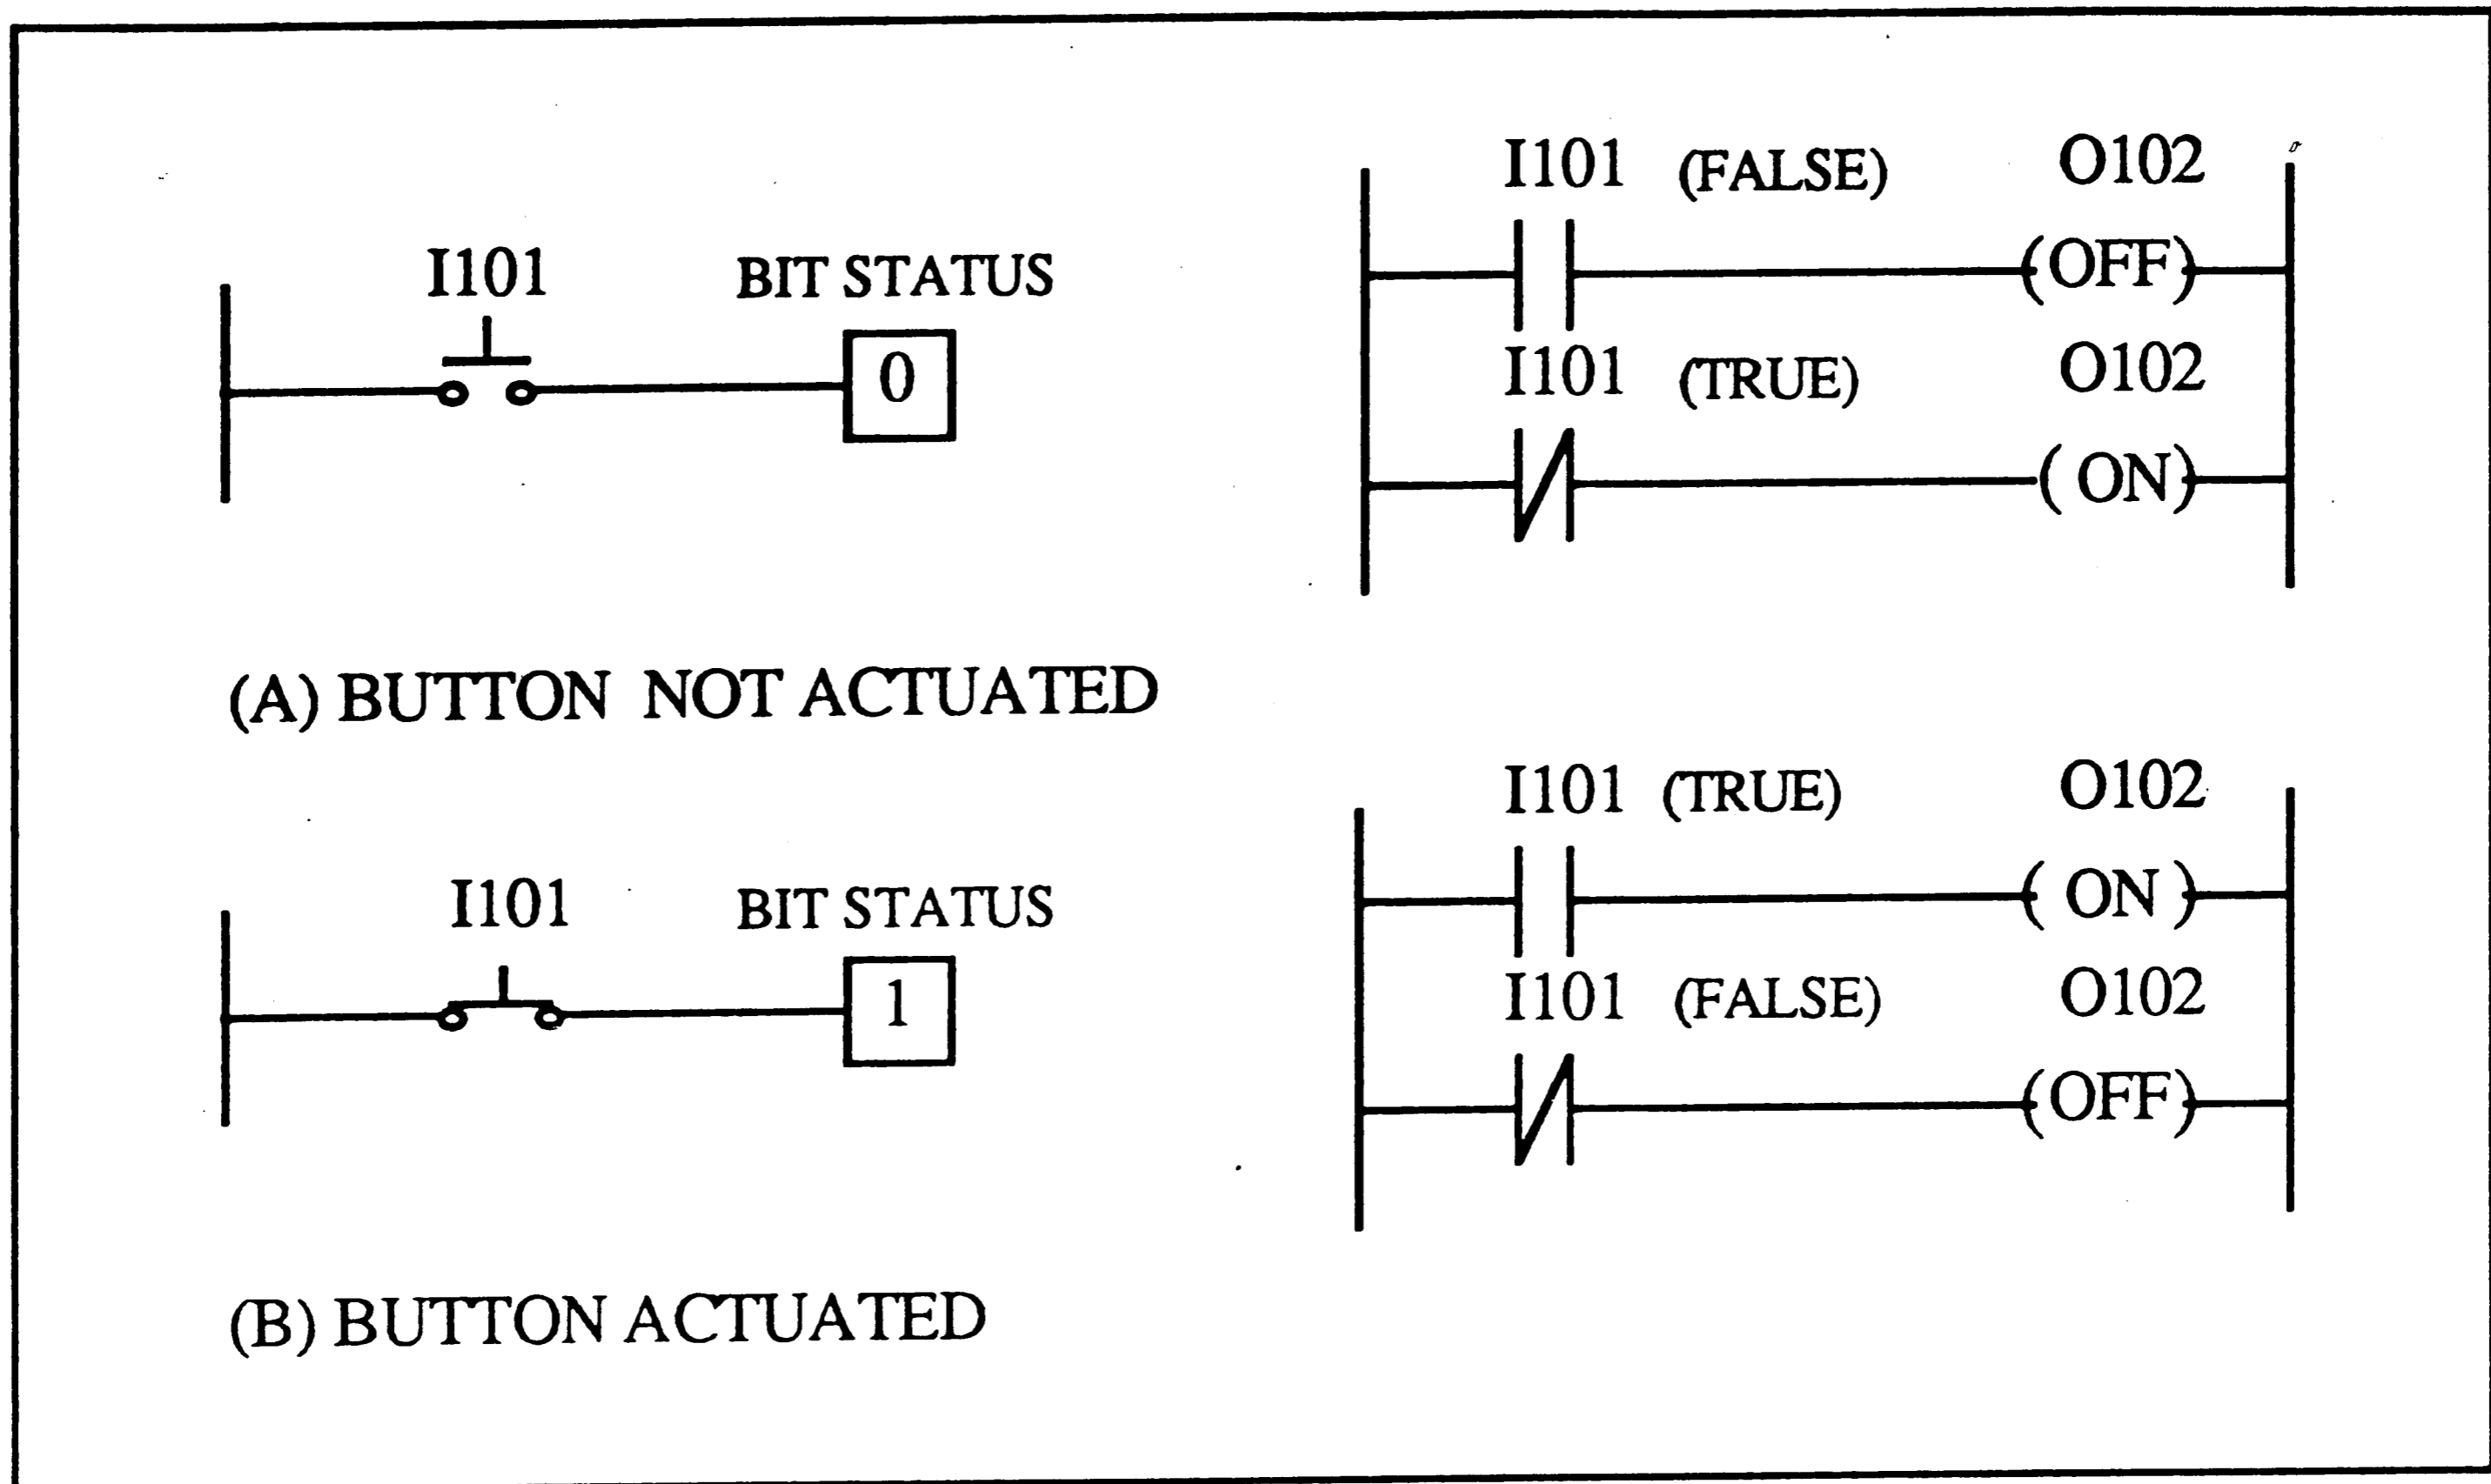 I101 (FALSE) O102
I101 BIT STATUS
(OFF)
0
I101 (TRUE) O102
( ON)
(A) BUTTON NOT ACTUATED
I101 (TRUE) O102
I101 BIT STATUS
( ON )
1
I101 (FALSE) O102
(OFF)
(B) BUTTON ACTUATED